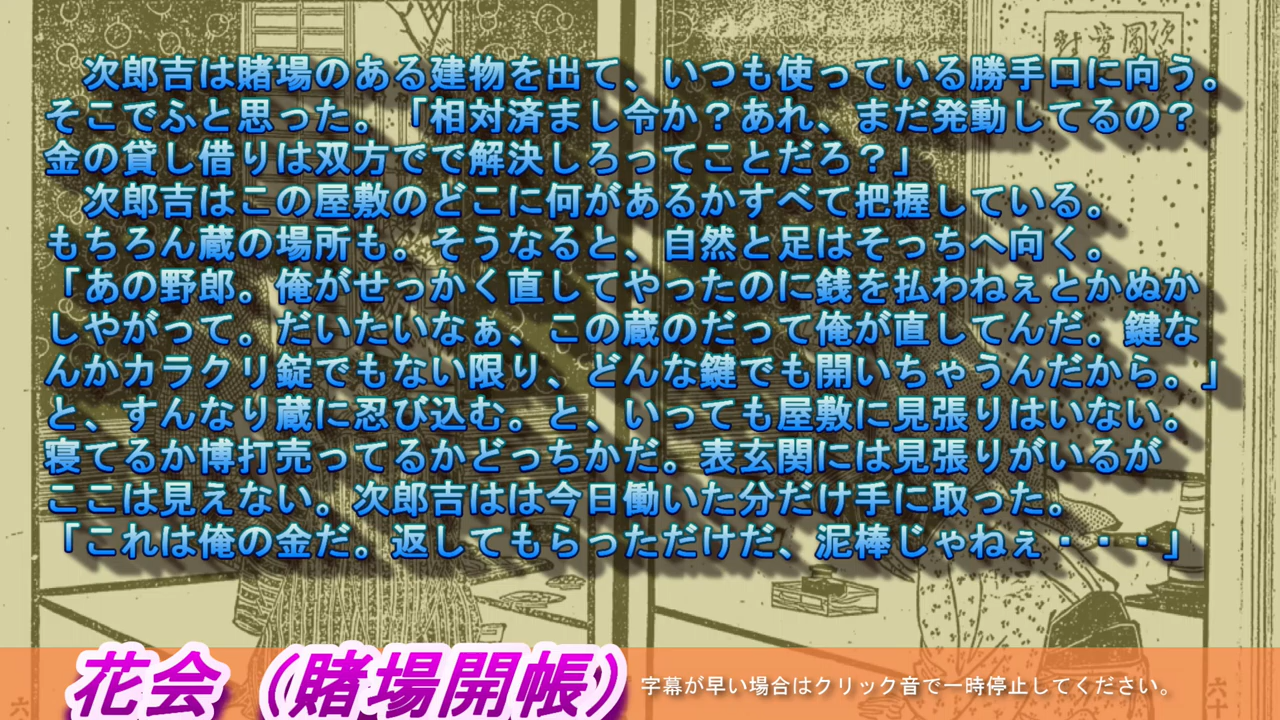 次郎吉は賭場のある建物を出て、いつも使っている勝手口に向う。
そこでふと思った。「相対済まし令か？あれ、まだ発動してるの？
金の貸し借りは双方でで解決しろってことだろ？」
次郎吉はこの屋敷のどこに何があるかすべて把握している。
もちろん蔵の場所も。そうなると、自然と足はそっちへ向く。
「あの野郎。俺がせっかく直してやったのに銭を払わねぇとかぬか
しやがって。だいたいなぁ、この蔵のだって俺が直してんだ。鍵な
んかカラクリ錠でもない限り、どんな鍵でも開いちゃうんだから。」
と、すんなり蔵に忍び込む。と、いっても屋敷に見張りはいない。
寝てるか博打売ってるかどっちかだ。表玄関には見張りがいるが
ここは見えない。次郎吉はは今日働いた分だけ手に取った。
「これは俺の金だ。返してもらっただけだ、泥棒じゃねぇ・・・」
花会（賭場開帳）
字幕が早い場合はクリック音で一時停止してください。